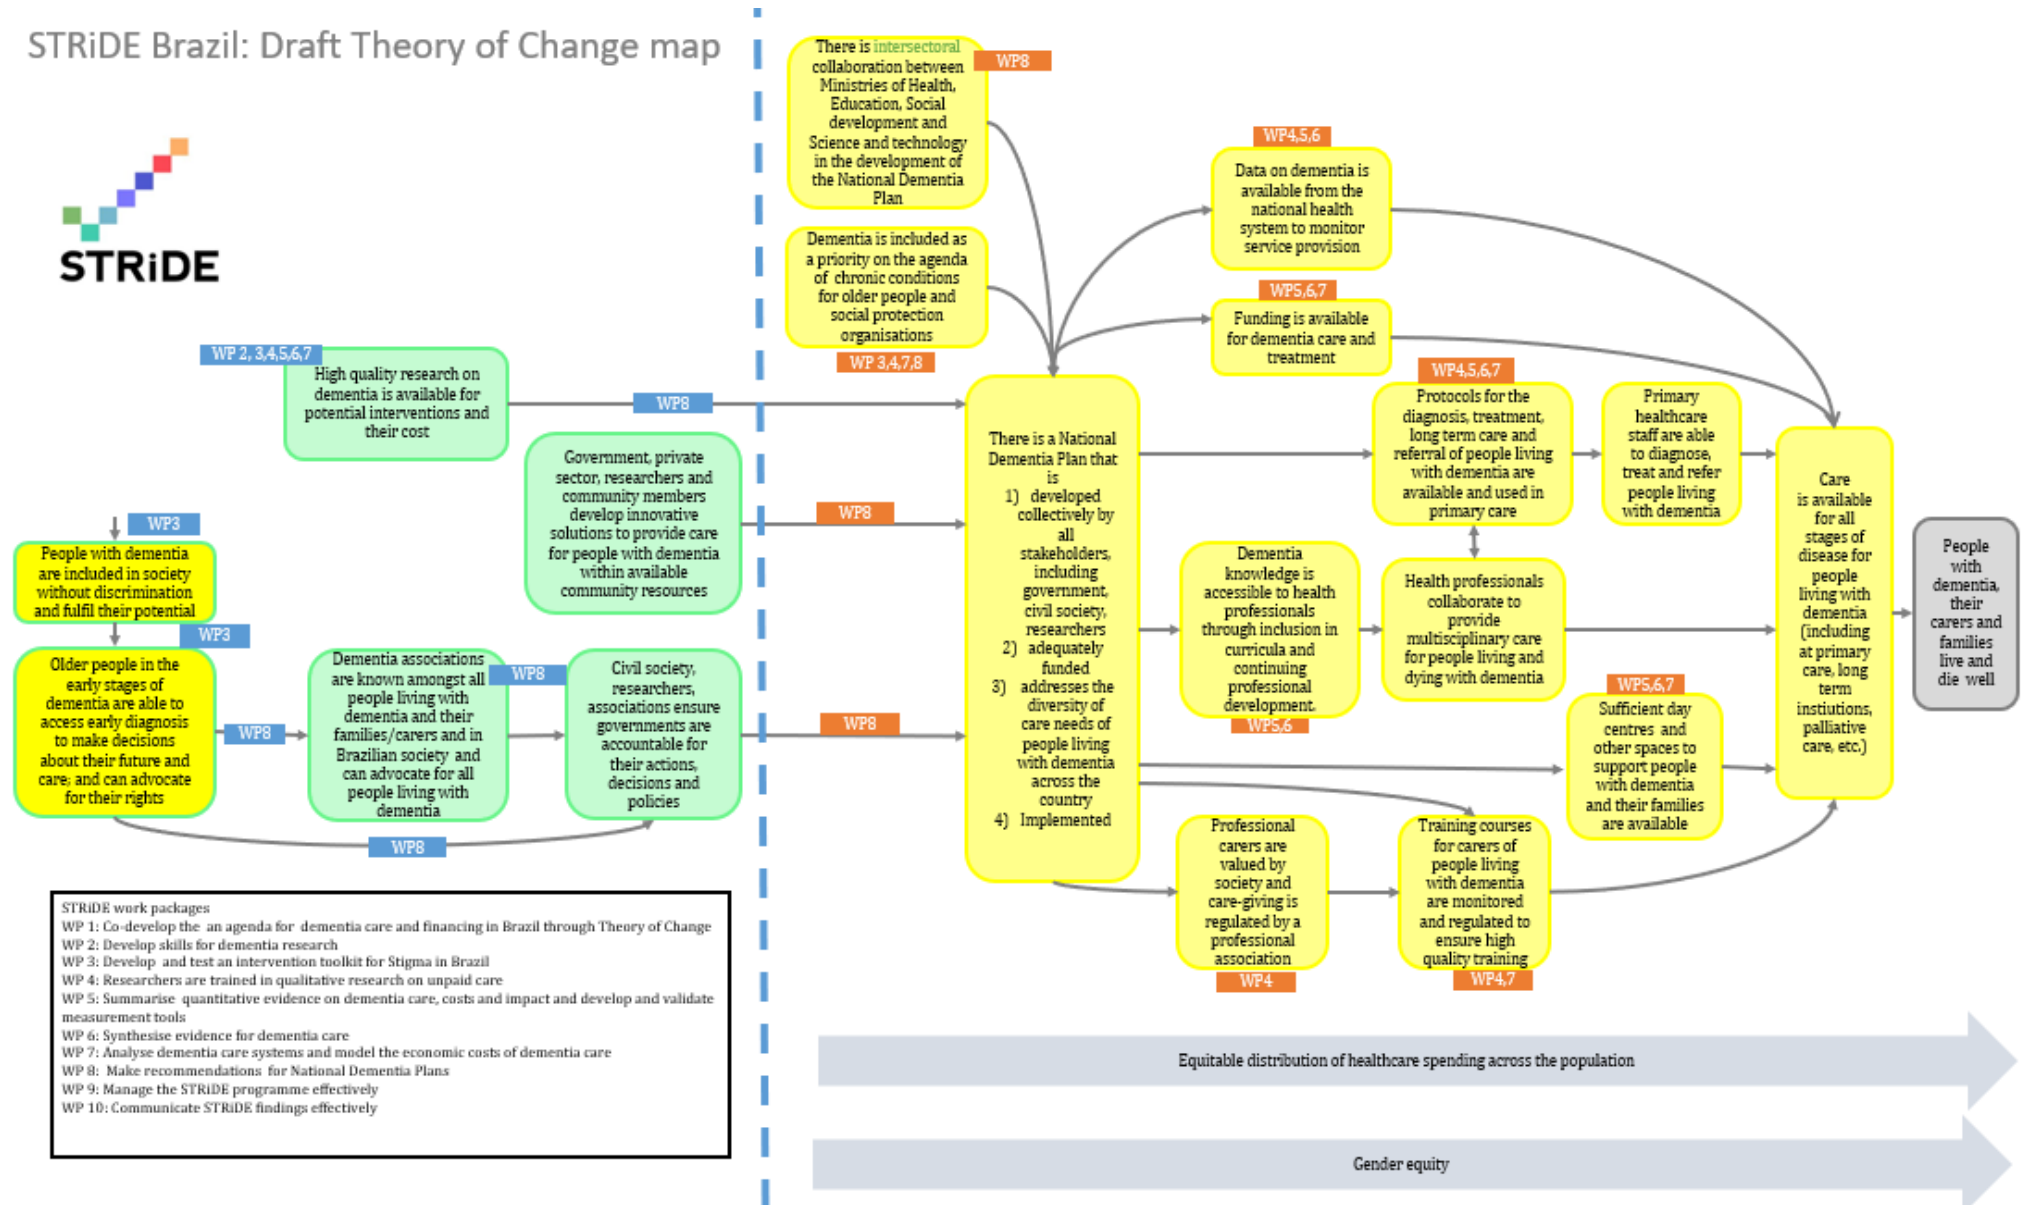 STRiDE Brazil: Draft Theory of Change map
STRiDE
WP 2, 3,4,5,6,7
High quality research on
dementia is available for
potential interventions and
their cost
WP8
Government, private
sector, researchers and
community members
develop innovative
solutions to provide care
for people with dementia
within available
community resources
WP8
WP3
People with dementia
are included in society
without discrimination
and fulfil their potential
WP3
Older people in the
early stages of
dementia are able to
access early diagnosis
to make decisions
about their future and
care; and can advocate
for their rights
WP8
Dementia associations
are known amongst all
people living with
dementia and their
families/carers and in
Brazilian society and
can advocate for all
people living with
dementia
WP8
Civil society,
researchers,
associations ensure
governments are
accountable for
their actions,
decisions and
policies
WP8
WP8
STRiDE work packages
WP 1: Co-develop the an agenda for dementia care and financing in Brazil through Theory of Change
WP 2: Develop skills for dementia research
WP 3: Develop and test an intervention toolkit for Stigma in Brazil
WP 4: Researchers are trained in qualitative research on unpaid care
WP 5: Summarise quantitative evidence on dementia care, costs and impact and develop and validate
measurement tools
WP 6: Synthesise evidence for dementia care
WP 7: Analyse dementia care systems and model the economic costs of dementia care
WP 8: Make recommendations for National Dementia Plans
WP 9: Manage the STRiDE programme effectively
WP 10: Communicate STRiDE findings effectively
There is intersectoral
collaboration between
Ministries of Health,
Education, Social
development and
Science and technology
in the development of
the National Dementia
Plan
WP8
Dementia is included as
a priority on the agenda
of chronic conditions
for older people and
social protection
organisations
WP 3,4,7,8
There is a National
Dementia Plan that
is
1) developed
collectively by
all
stakeholders,
including
government,
civil society,
researchers
2) adequately
funded
3) addresses the
diversity of
care needs of
people living
with dementia
across the
country
4) Implemented
WP4,5,6
Data on dementia is
available from the
national health
system to monitor
service provision
WP5,6,7
Funding is available
for dementia care and
treatment
WP4,5,6,7
Protocols for the
diagnosis, treatment,
long term care and
referral of people living
with dementia are
available and used in
primary care
Primary
healthcare
staff are able
to diagnose,
treat and refer
people living
with dementia
Dementia
knowledge is
accessible to health
professionals
through inclusion in
curricula and
continuing
professional
development.
WP5,6
Health professionals
collaborate to
provide
multisciplinary care
for people living and
dying with dementia
WP5,6,7
Sufficient day
centres and
other spaces to
support people
with dementia
and their families
are available
Professional
carers are
valued by
society and
care-giving is
regulated by a
professional
association
WP4
Training courses
for carers of
people living
with dementia
are monitored
and regulated to
ensure high
quality training
WP4,7
Care
is available
for all
stages of
disease for
people
living with
dementia
(including
at primary
care, long
term
instiutions,
palliative
care, etc.)
People
with
dementia,
their
carers and
families
live and
die well
Equitable distribution of healthcare spending across the population
Gender equity